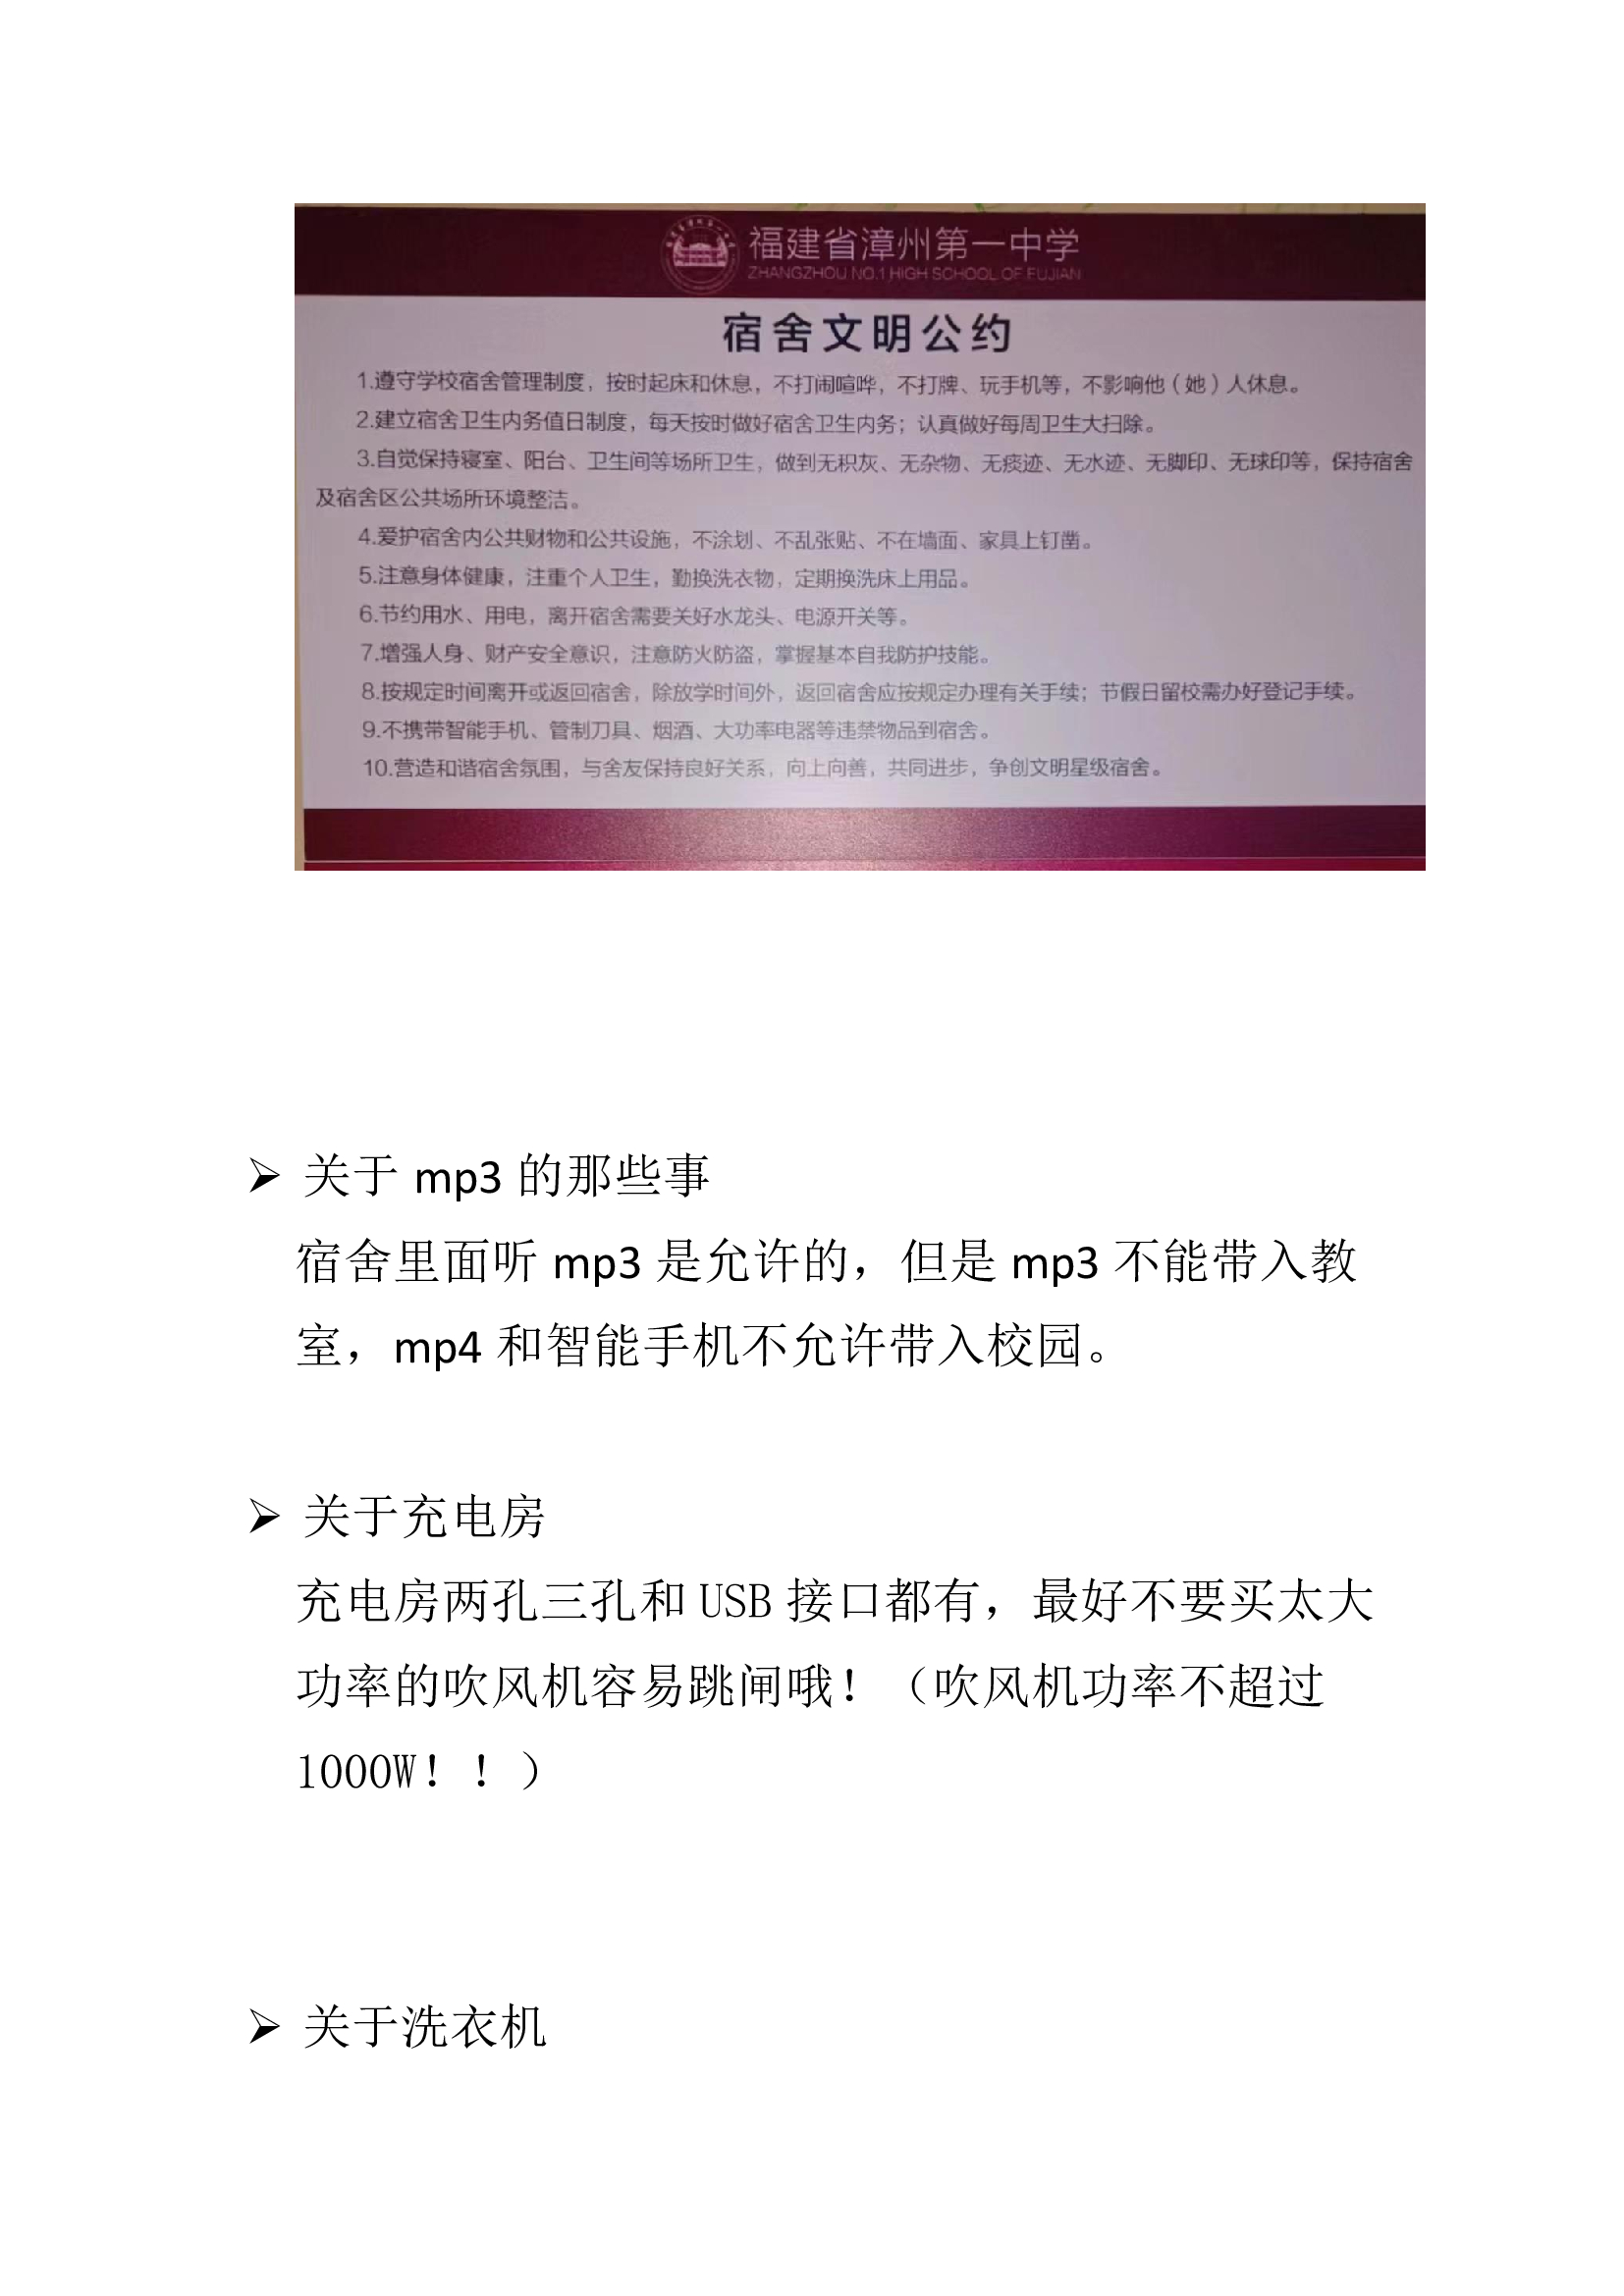 福建省漳州第一中学
ZHANGZHOU NO.1 HIGH SCHOOL OF FUJIAN
宿舍文明公约
1.遵守学校宿舍管理制度，按时起床和休息，不打闹喧哗，不打牌、玩手机等，不影响他（她）人休息。
2.建立宿舍卫生内务值日制度，每天按时做好宿舍卫生内务；认真做好每周卫生大扫除。
3.自觉保持寝室、阳台、卫生间等场所卫生，做到无积灰、无杂物、无痰迹、无水迹、无脚印、无球印等，保持宿舍
及宿舍区公共场所环境整洁。
4.爱护宿舍内公共财物和公共设施，不涂划、不乱张贴、不在墙面、家具上钉凿。
5.注意身体健康，注重个人卫生，勤换洗衣物，定期换洗床上用品。
6.节约用水、用电，离开宿舍需要关好水龙头、电源开关等。
7.增强人身、财产安全意识，注意防火防盗，掌握基本自我防护技能。
8.按规定时间离开或返回宿舍，除放学时间外，返回宿舍应按规定办理有关手续；节假日留校需办好登记手续。
9.不携带智能手机、管制刀具、烟酒、大功率电器等违禁物品到宿舍。
10.营造和谐宿舍氛围，与舍友保持良好关系，向上向善，共同进步，争创文明星级宿舍。
➢ 关于 mp3 的那些事
宿舍里面听 mp3 是允许的，但是 mp3 不能带入教
室，mp4 和智能手机不允许带入校园。
➢ 关于充电房
充电房两孔三孔和 USB 接口都有，最好不要买太大
功率的吹风机容易跳闸哦！（吹风机功率不超过
1000W！！）
➢ 关于洗衣机